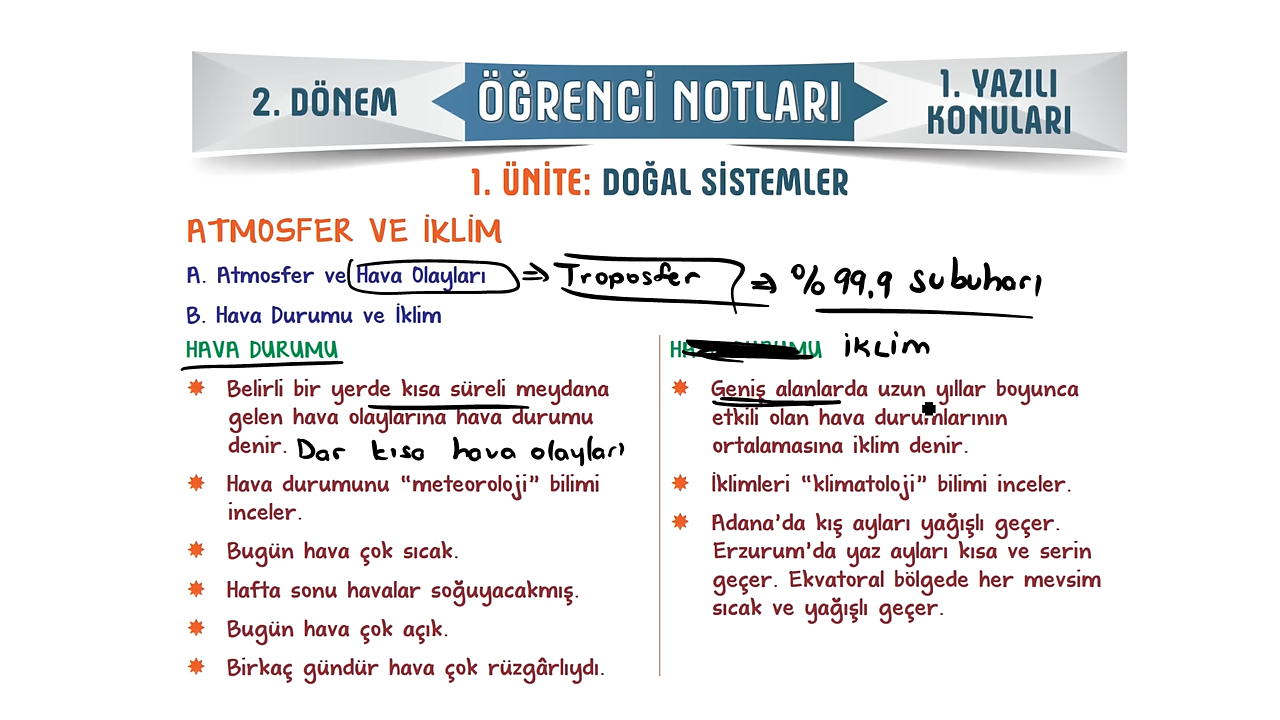 2. DÖNEM
ÖĞRENCİ NOTLARI
1. YAZILI
KONULARI
1. ÜNİTE: DOĞAL SİSTEMLER
ATMOSFER VE İKLİM
A. Atmosfer ve Hava Olayları ⇒ Troposfer ⇒ % 99,9 subuharı
B. Hava Durumu ve İklim
HAVA DURUMU
Belirli bir yerde kısa süreli meydana
gelen hava olaylarına hava durumu
denir. Dar kısa hava olayları
Hava durumunu “meteoroloji” bilimi
inceler.
Bugün hava çok sıcak.
Hafta sonu havalar soğuyacakmış.
Bugün hava çok açık.
Birkaç gündür hava çok rüzgârlıydı.
İKLİM
Geniş alanlarda uzun yıllar boyunca
etkili olan hava durumlarının
ortalamasına iklim denir.
İklimleri “klimatoloji” bilimi inceler.
Adana’da kış ayları yağışlı geçer.
Erzurum’da yaz ayları kısa ve serin
geçer. Ekvatoral bölgede her mevsim
sıcak ve yağışlı geçer.